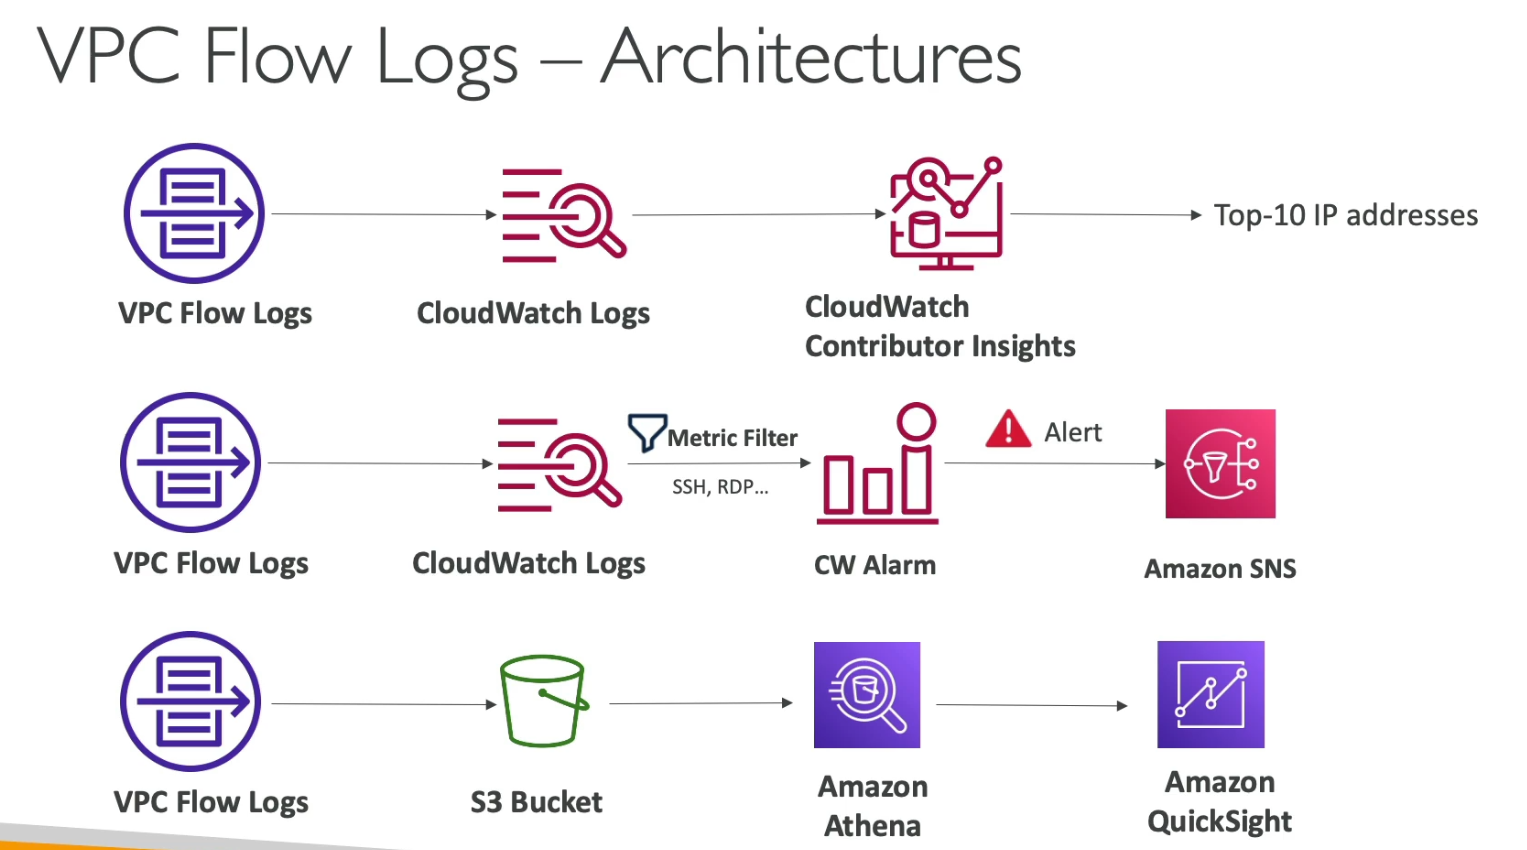 VPC Flow Logs – Architectures
Top-10 IP addresses
VPC Flow Logs
CloudWatch Logs
CloudWatch
Contributor Insights
Metric Filter
Alert
SSH, RDP...
VPC Flow Logs
CloudWatch Logs
CW Alarm
Amazon SNS
VPC Flow Logs
S3 Bucket
Amazon
Athena
Amazon
QuickSight